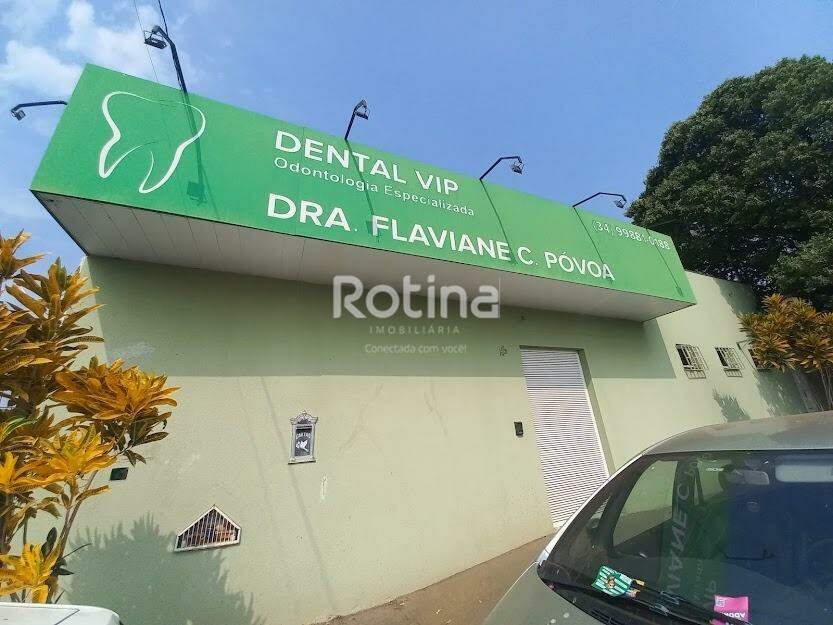 DENTAL VIP
Odontologia Especializada
DRA. FLAVIANE C. PÓVOA
Rotina
IMOBILIÁRIA
Conectada com você!